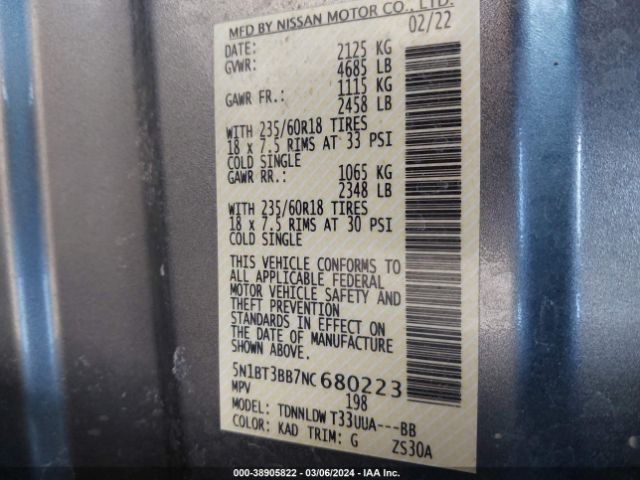 MFD BY NISSAN MOTOR CO., LTD.
DATE: 02/22
GVWR: 2125 KG
4685 LB
GAWR FR.: 1115 KG
2458 LB
WITH 235/60R18 TIRES
18 x 7.5 RIMS AT 33 PSI
COLD SINGLE
GAWR RR.: 1065 KG
2348 LB
WITH 235/60R18 TIRES
18 x 7.5 RIMS AT 30 PSI
COLD SINGLE
THIS VEHICLE CONFORMS TO
ALL APPLICABLE FEDERAL
MOTOR VEHICLE SAFETY AND
THEFT PREVENTION
STANDARDS IN EFFECT ON
THE DATE OF MANUFACTURE
SHOWN ABOVE.
5N1BT3BB7NC680223
MPV 198
MODEL: TDNNLDW T33UUA---BB
COLOR: KAD TRIM: G ZS30A
000-38905822 — 03/06/2024 — IAA Inc.